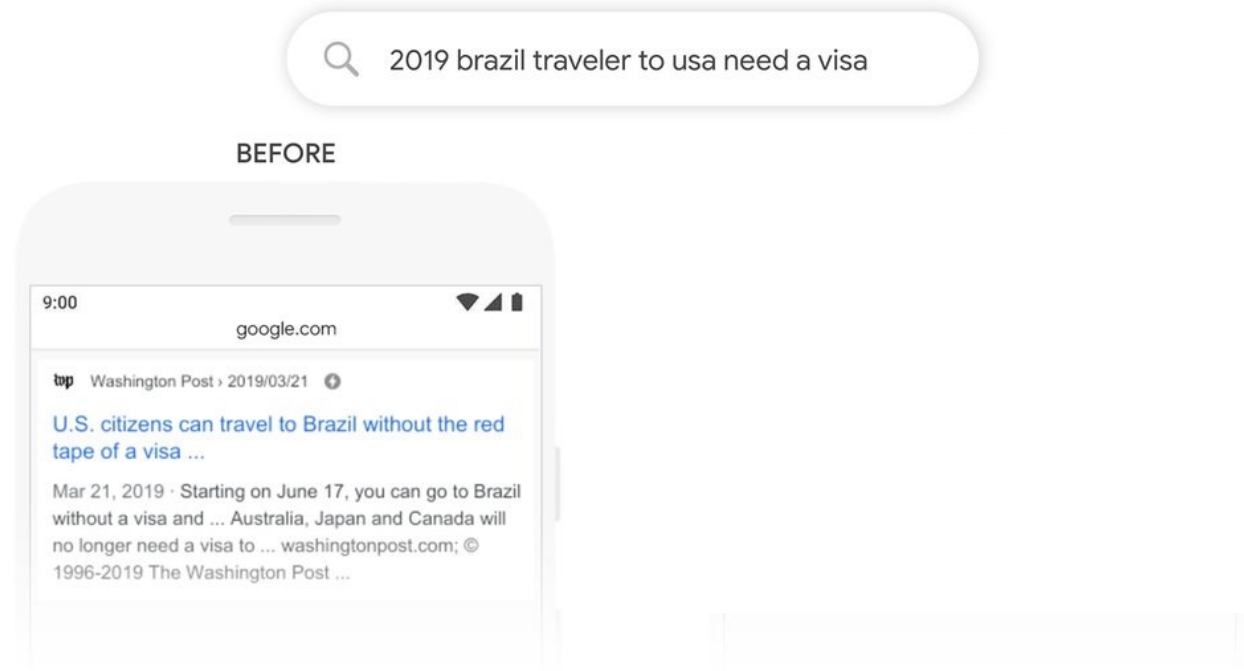 2019 brazil traveler to usa need a visa
BEFORE
9:00
google.com
wp Washington Post › 2019/03/21
U.S. citizens can travel to Brazil without the red
tape of a visa ...
Mar 21, 2019 · Starting on June 17, you can go to Brazil
without a visa and ... Australia, Japan and Canada will
no longer need a visa to ... washingtonpost.com; ©
1996-2019 The Washington Post ...